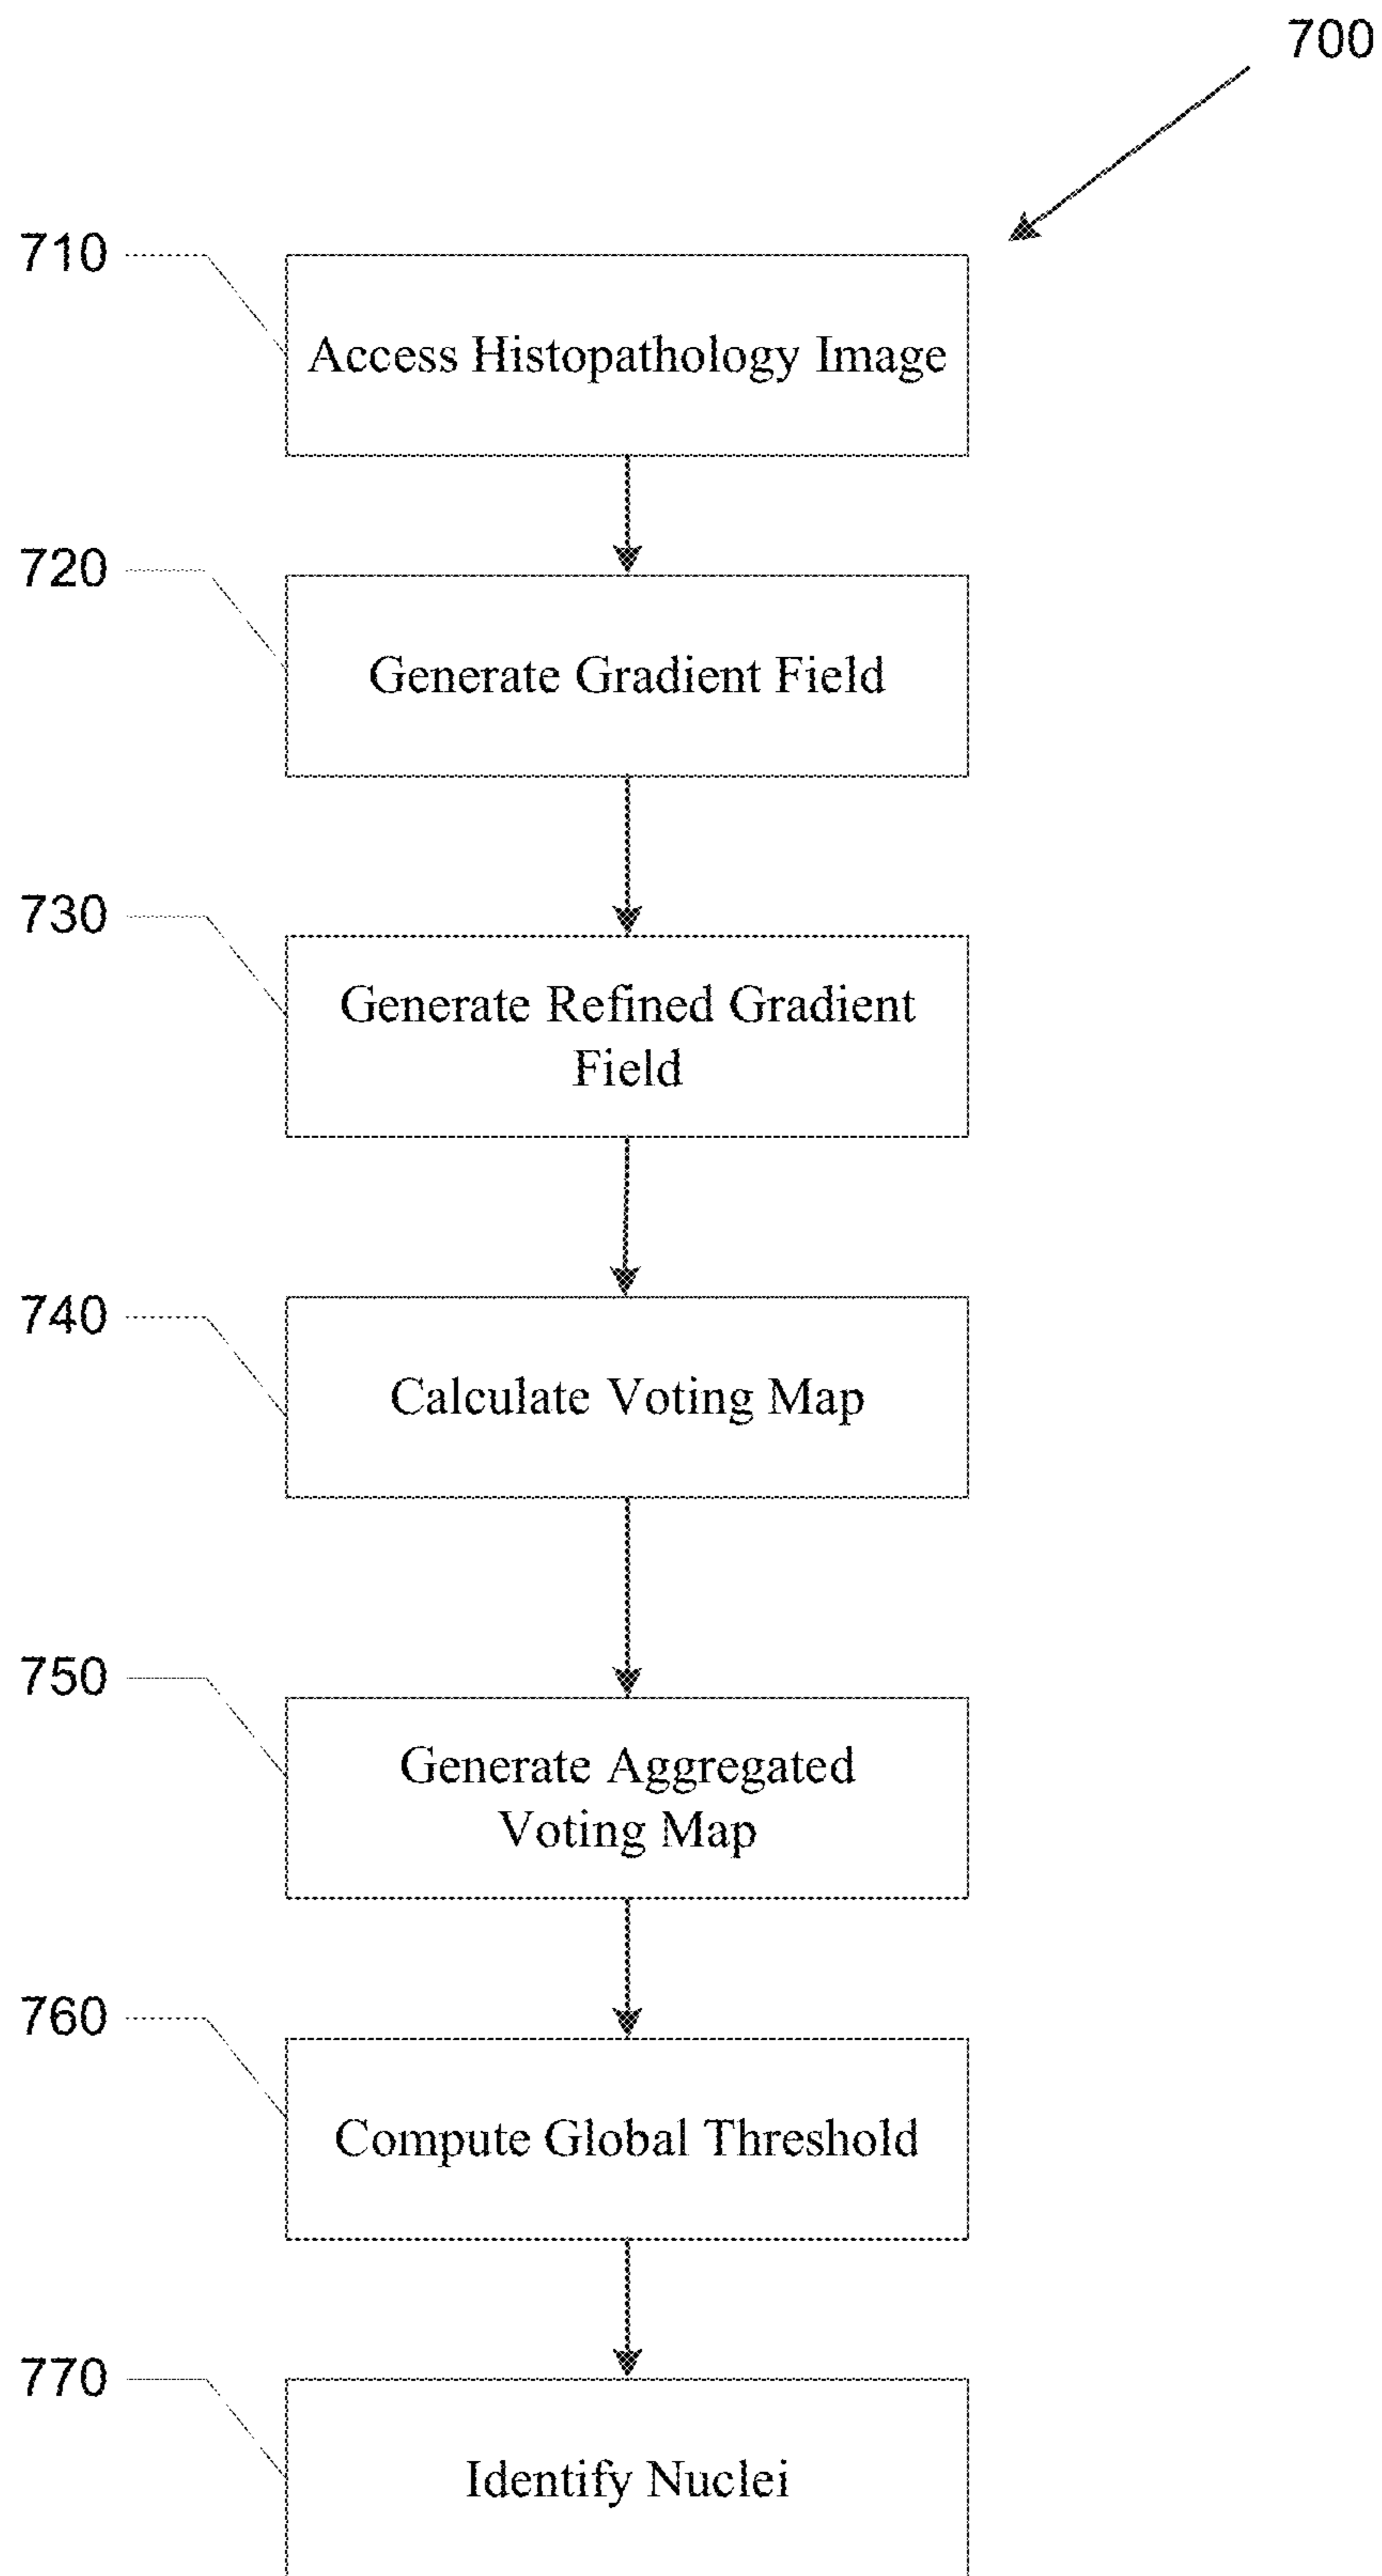 700
710
Access Histopathology Image
720
Generate Gradient Field
730
Generate Refined Gradient
Field
740
Calculate Voting Map
750
Generate Aggregated
Voting Map
760
Compute Global Threshold
770
Identify Nuclei